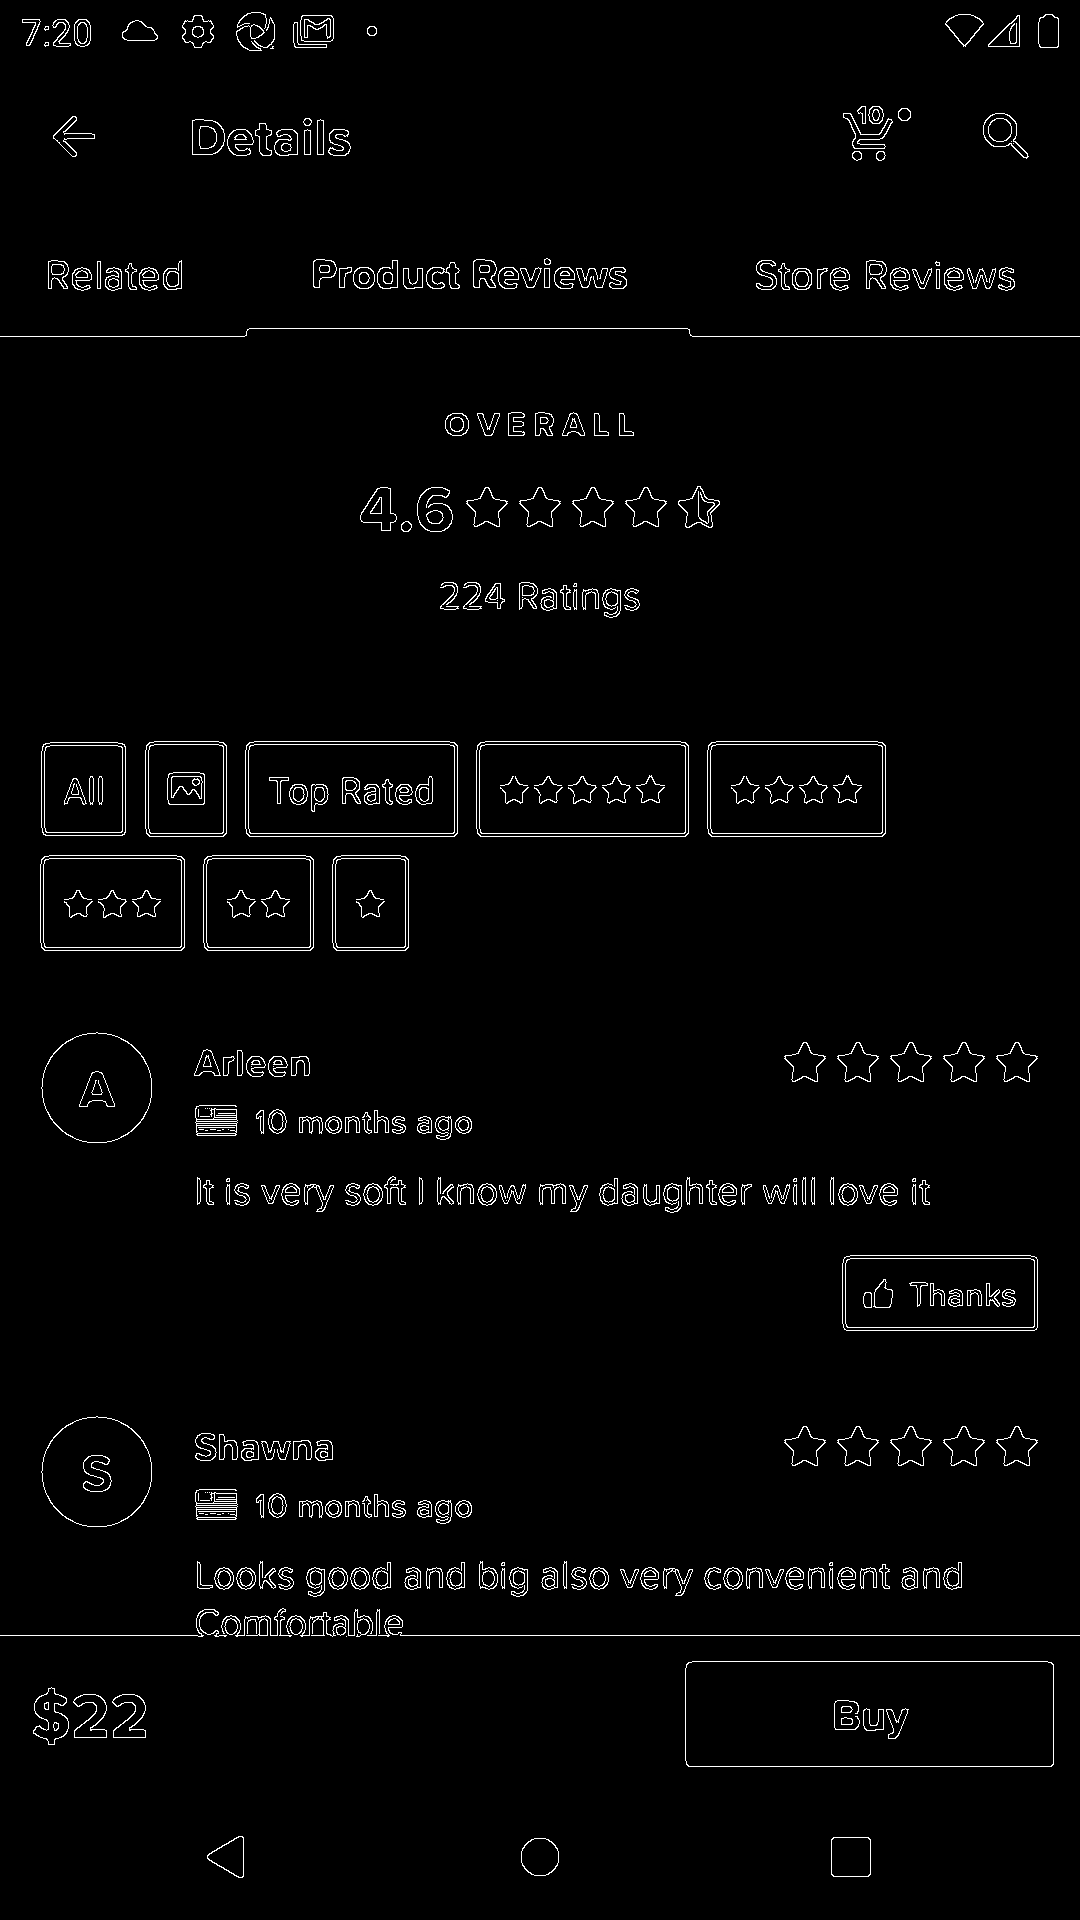 7:20
Details
10
Related Product Reviews Store Reviews
OVERALL
4.6
224 Ratings
All Top Rated
A Arleen
10 months ago
It is very soft I know my daughter will love it
Thanks
S Shawna
10 months ago
Looks good and big also very convenient and
Comfortable
$22 Buy